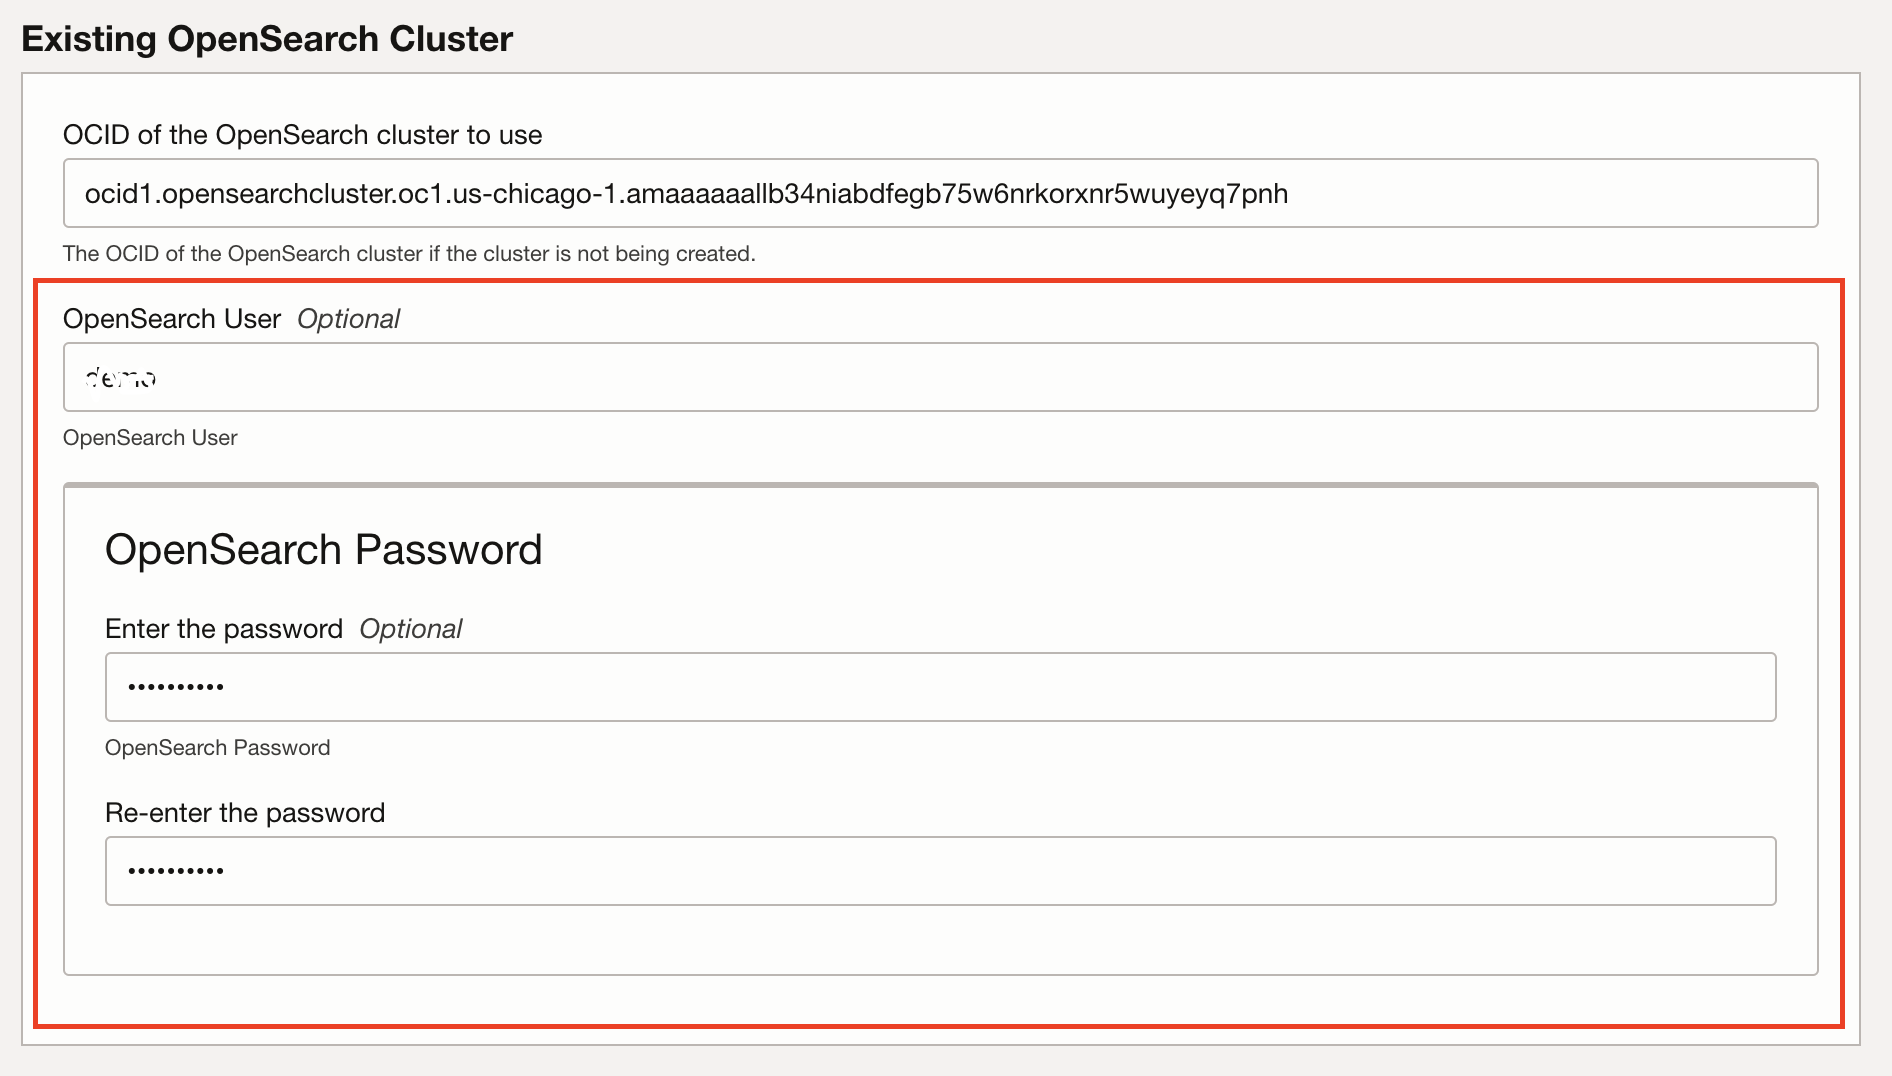 Existing OpenSearch Cluster
OCID of the OpenSearch cluster to use
ocid1.opensearchcluster.oc1.us-chicago-1.amaaaaaallb34niabdfegb75w6nrkorxnr5wuyeyq7pnh
The OCID of the OpenSearch cluster if the cluster is not being created.
OpenSearch User Optional
demo
OpenSearch User
OpenSearch Password
Enter the password Optional
••••••••••
OpenSearch Password
Re-enter the password
••••••••••